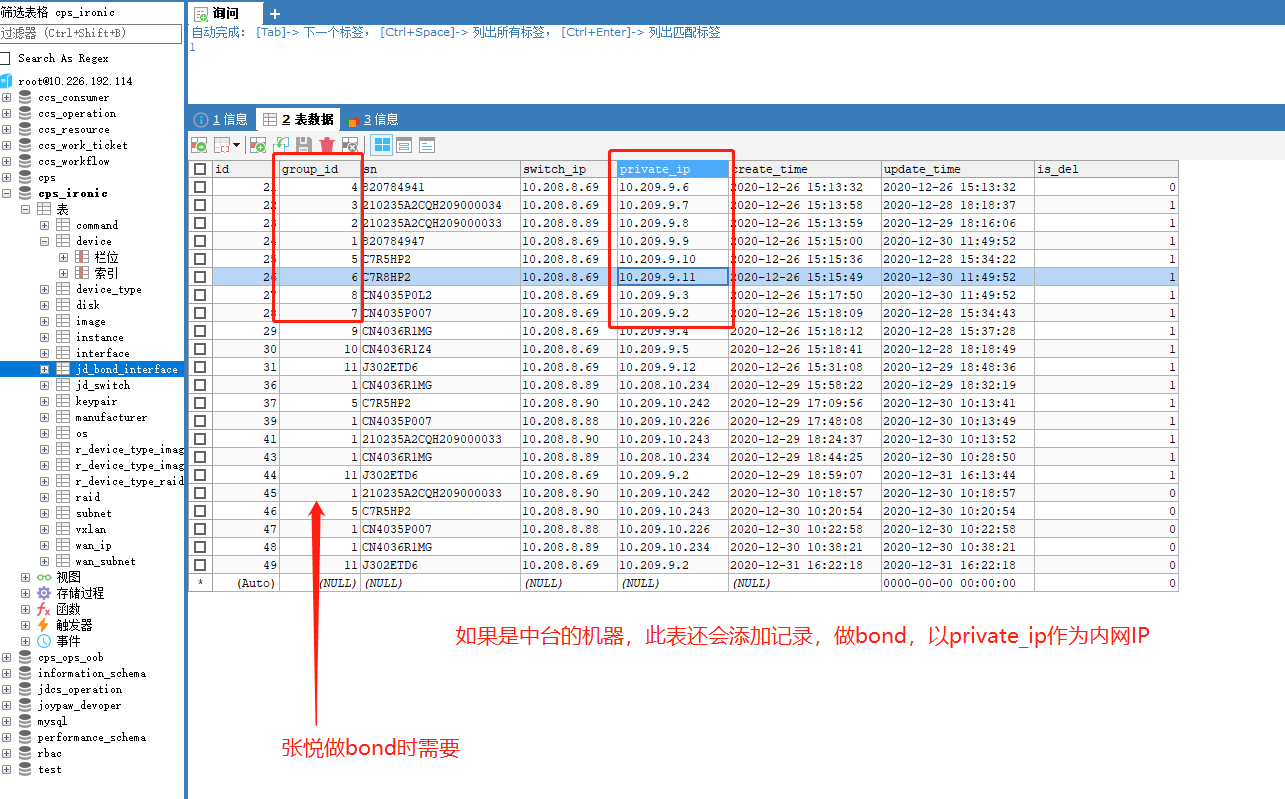 筛选表格 cps_ironic
过滤器 (Ctrl+Shift+B)
Search As Regex
root@10.226.192.114
ccs_consumer
ccs_operation
ccs_resource
ccs_work_ticket
ccs_workflow
cps
cps_ironic
表
command
device
栏位
索引
device_type
disk
image
instance
interface
jd_bond_interface
jd_switch
keypair
manufacturer
os
r_device_type_imag
r_device_type_imag
r_device_type_raid
raid
subnet
vxlan
wan_ip
wan_subnet
视图
存储过程
函数
触发器
事件
cps_ops_oob
information_schema
jdcs_operation
joypaw_devoper
mysql
performance_schema
rbac
test
询问
自动完成: [Tab]-> 下一个标签, [Ctrl+Space]-> 列出所有标签, [Ctrl+Enter]-> 列出匹配标签
1
1 信息 2 表数据 3 信息
id group_id sn switch_ip private_ip create_time update_time is_del
21 4 820784941 10.208.8.69 10.209.9.6 2020-12-26 15:13:32 2020-12-26 15:13:32 0
22 3 210235A2CQH209000034 10.208.8.69 10.209.9.7 2020-12-26 15:13:58 2020-12-28 18:18:37 1
23 2 210235A2CQH209000033 10.208.8.69 10.209.9.8 2020-12-26 15:13:59 2020-12-29 18:16:06 1
24 1 820784947 10.208.8.69 10.209.9.9 2020-12-26 15:15:00 2020-12-30 11:49:52 1
25 5 C7R5HP2 10.208.8.69 10.209.9.10 2020-12-26 15:15:36 2020-12-28 15:34:22 1
26 6 C7R8HP2 10.208.8.69 10.209.9.11 2020-12-26 15:15:49 2020-12-30 11:49:52 1
27 8 CN4035P0L2 10.208.8.69 10.209.9.3 2020-12-26 15:17:50 2020-12-30 11:49:52 1
28 7 CN4035P007 10.208.8.69 10.209.9.2 2020-12-26 15:18:09 2020-12-28 15:34:43 1
29 9 CN4036R1MG 10.208.8.69 10.209.9.4 2020-12-26 15:18:12 2020-12-28 15:37:28 1
30 10 CN4036R1Z4 10.208.8.69 10.209.9.5 2020-12-26 15:18:41 2020-12-28 18:18:49 1
31 11 J302ETD6 10.208.8.69 10.209.9.12 2020-12-26 15:31:08 2020-12-29 18:48:36 1
36 1 CN4036R1MG 10.208.8.89 10.208.10.234 2020-12-29 15:58:22 2020-12-29 18:32:19 1
37 5 C7R5HP2 10.208.8.90 10.209.10.242 2020-12-29 17:09:56 2020-12-30 10:13:41 1
39 1 CN4035P007 10.208.8.88 10.209.10.226 2020-12-29 17:48:08 2020-12-30 10:13:49 1
41 1 210235A2CQH209000033 10.208.8.90 10.209.10.243 2020-12-29 18:24:37 2020-12-30 10:13:52 1
43 1 CN4036R1MG 10.208.8.89 10.208.10.234 2020-12-29 18:44:25 2020-12-30 10:28:50 1
44 11 J302ETD6 10.208.8.69 10.209.9.2 2020-12-29 18:59:07 2020-12-31 16:13:44 1
45 1 210235A2CQH209000033 10.208.8.90 10.209.10.242 2020-12-30 10:18:57 2020-12-30 10:18:57 0
46 5 C7R5HP2 10.208.8.90 10.209.10.243 2020-12-30 10:20:54 2020-12-30 10:20:54 0
47 1 CN4035P007 10.208.8.88 10.209.10.226 2020-12-30 10:22:58 2020-12-30 10:22:58 0
48 1 CN4036R1MG 10.208.8.89 10.209.10.234 2020-12-30 10:38:21 2020-12-30 10:38:21 0
49 11 J302ETD6 10.208.8.69 10.209.9.2 2020-12-31 16:22:18 2020-12-31 16:22:18 0
* (Auto) (NULL) (NULL) (NULL) (NULL) (NULL) 0000-00-00 00:00:00 0
如果是中台的机器，此表还会添加记录，做bond，以private_ip作为内网IP
张悦做bond时需要